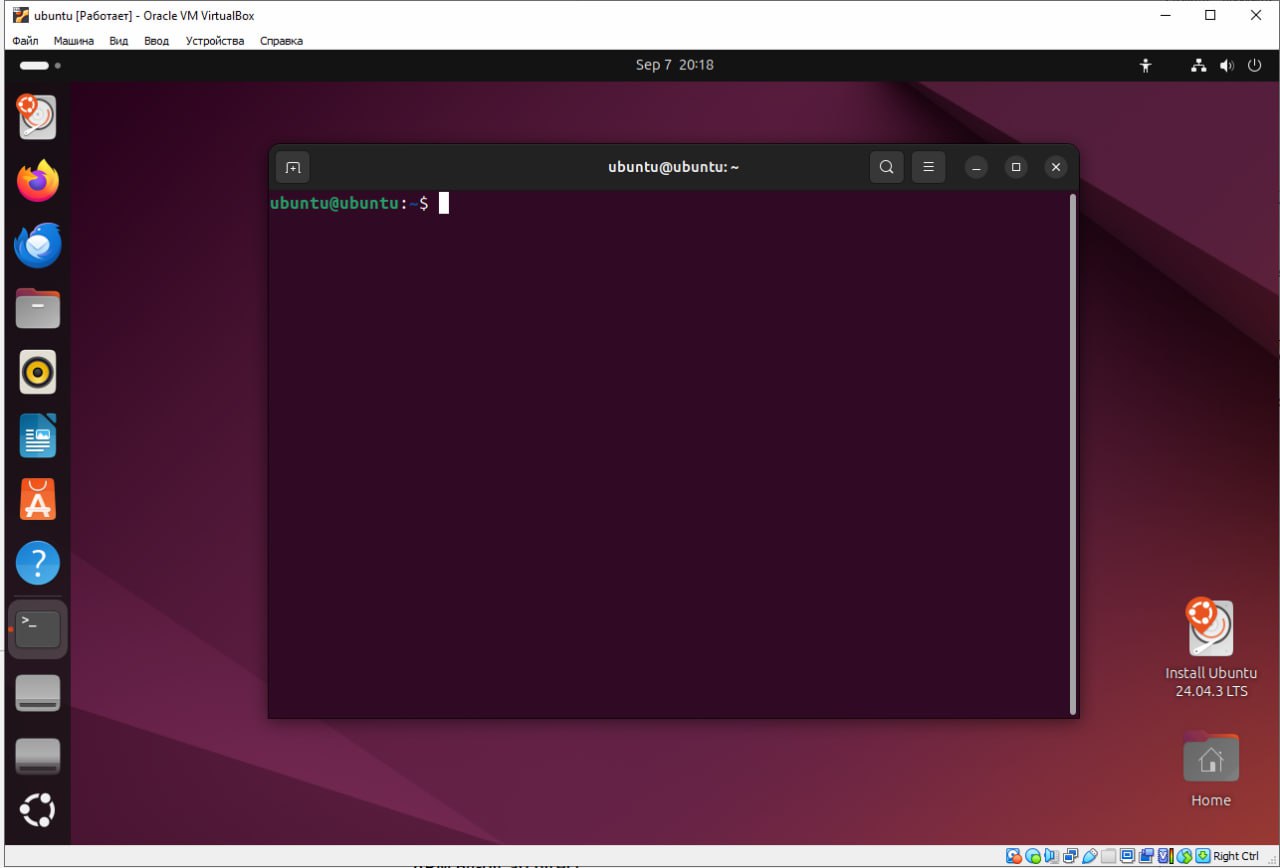 ubuntu [Работает] - Oracle VM VirtualBox
Файл Машина Вид Ввод Устройства Справка
Sep 7 20:18
ubuntu@ubuntu: ~
ubuntu@ubuntu:~$
>_
Install Ubuntu
24.04.3 LTS
Home
Right Ctrl